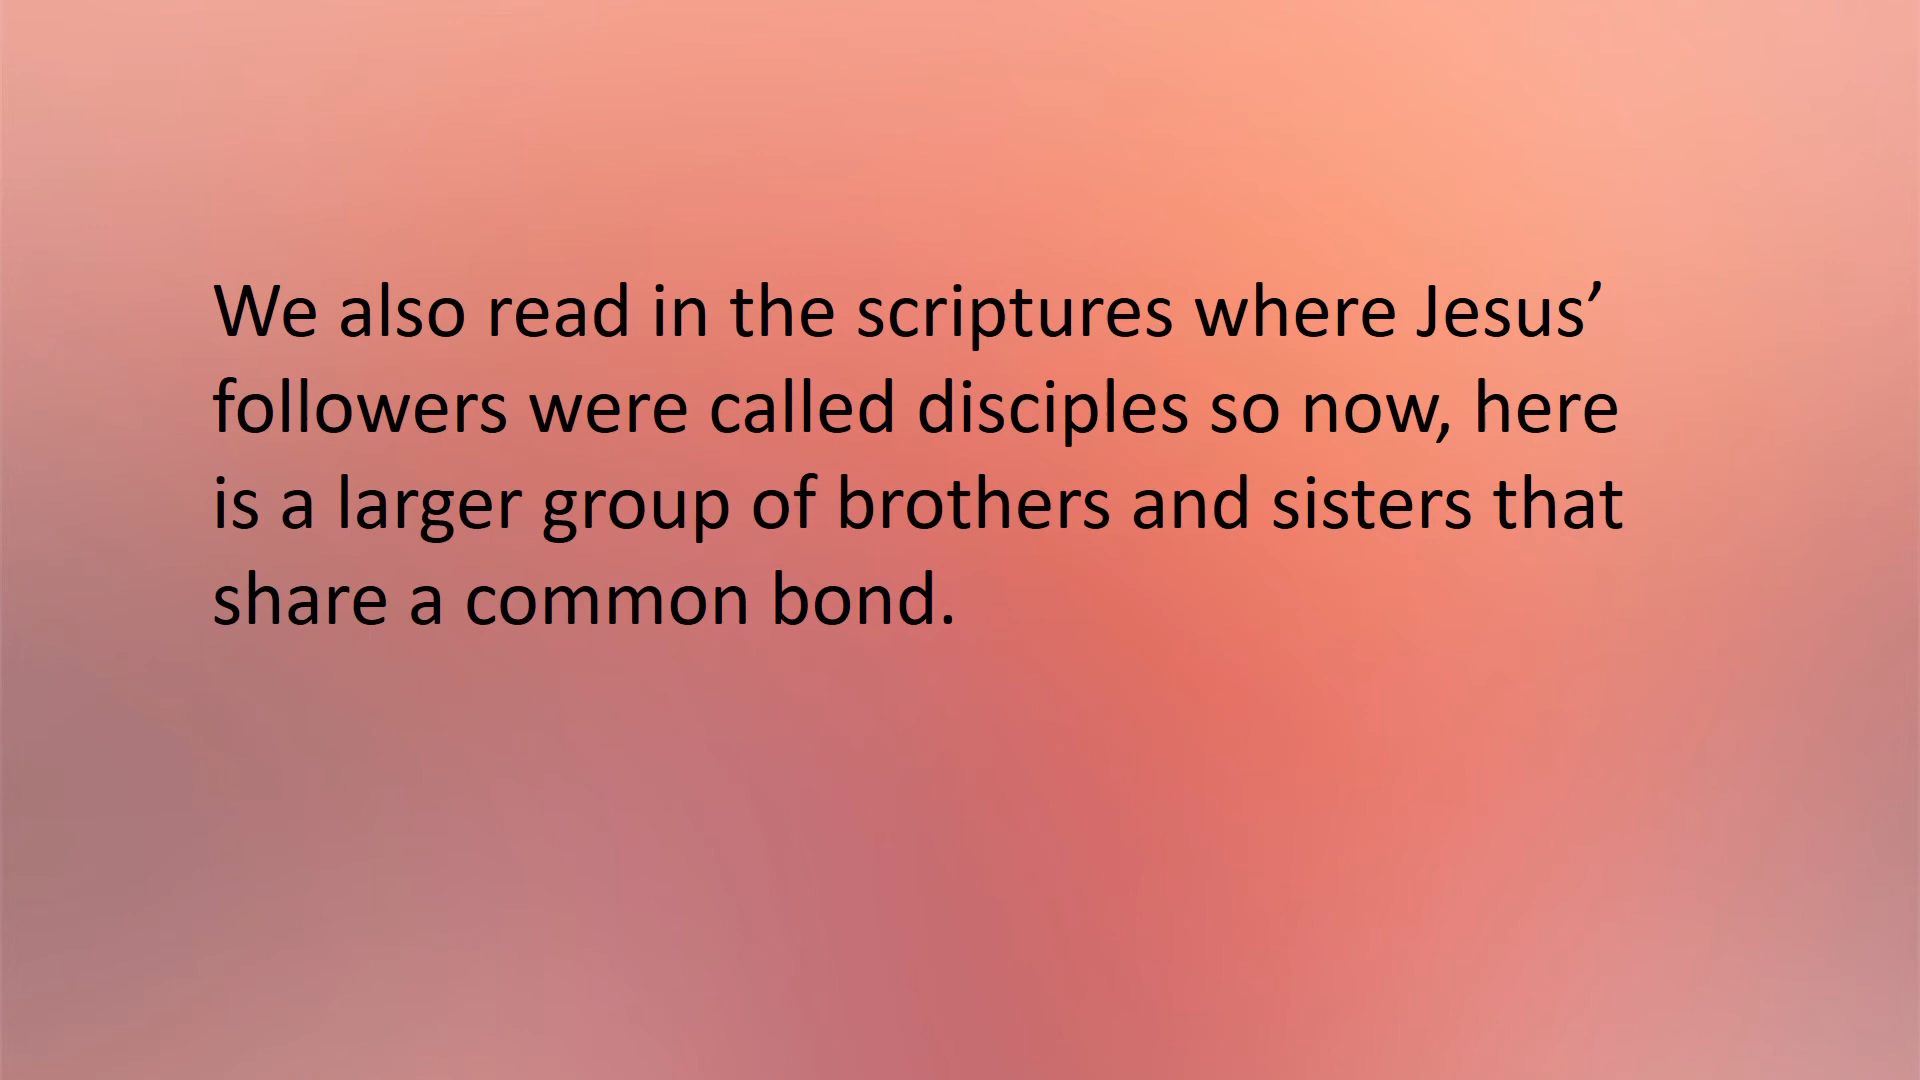 We also read in the scriptures where Jesus’
followers were called disciples so now, here
is a larger group of brothers and sisters that
share a common bond.